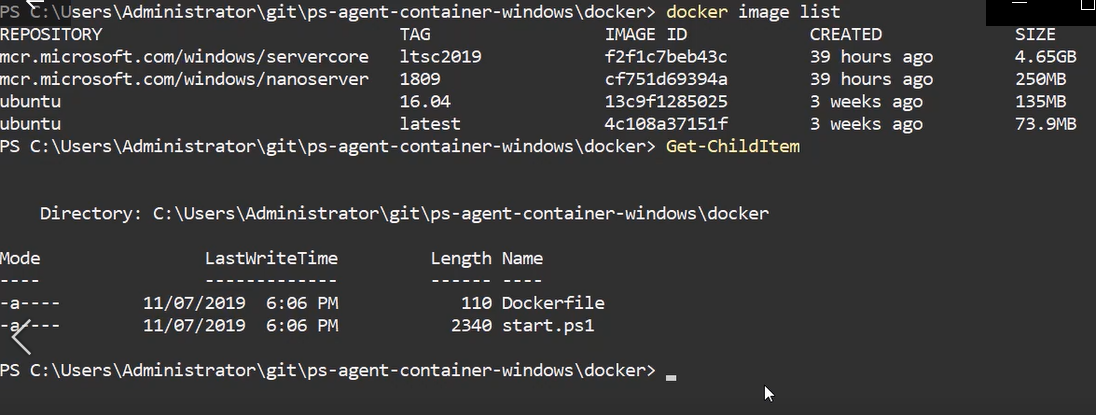 PS C:\Users\Administrator\git\ps-agent-container-windows\docker> docker image list
REPOSITORY TAG IMAGE ID CREATED SIZE
mcr.microsoft.com/windows/servercore ltsc2019 f2f1c7beb43c 39 hours ago 4.65GB
mcr.microsoft.com/windows/nanoserver 1809 cf751d69394a 39 hours ago 250MB
ubuntu 16.04 13c9f1285025 3 weeks ago 135MB
ubuntu latest 4c108a37151f 3 weeks ago 73.9MB
PS C:\Users\Administrator\git\ps-agent-container-windows\docker> Get-ChildItem
Directory: C:\Users\Administrator\git\ps-agent-container-windows\docker
Mode LastWriteTime Length Name
---- ------------- ------ ----
-a---- 11/07/2019 6:06 PM 110 Dockerfile
-a---- 11/07/2019 6:06 PM 2340 start.ps1
PS C:\Users\Administrator\git\ps-agent-container-windows\docker>